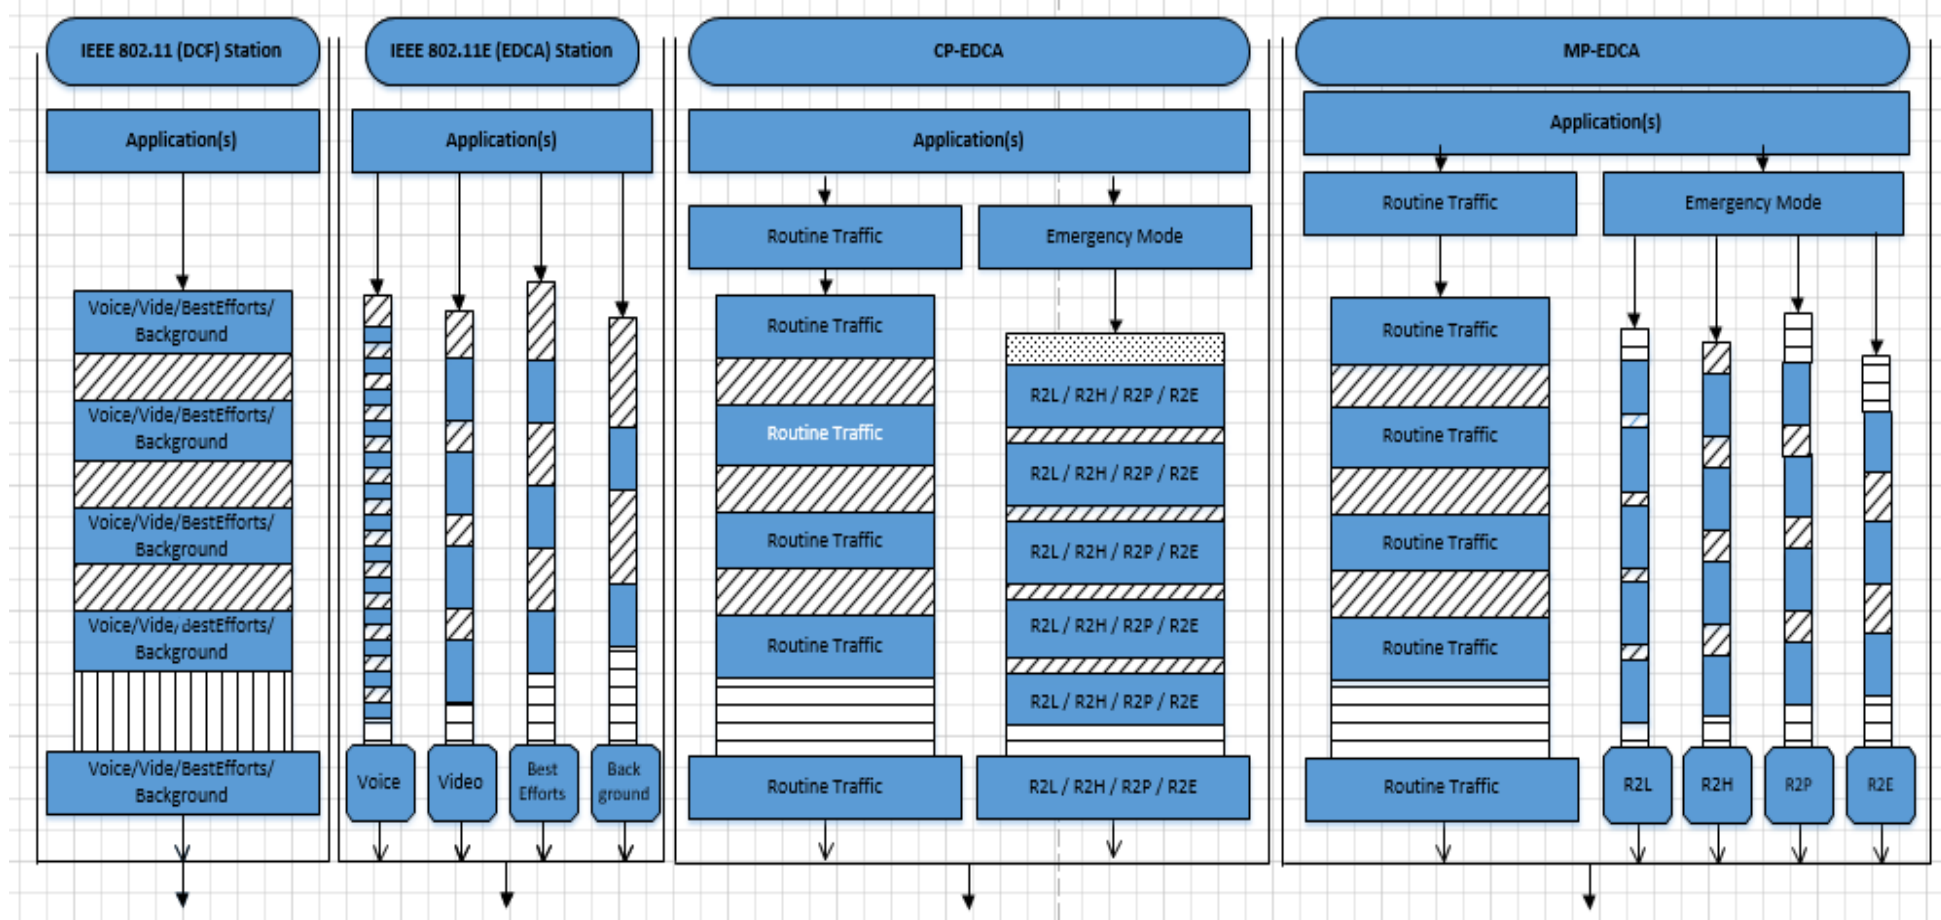 IEEE 802.11 (DCF) Station
Application(s)
Voice/Vide/BestEfforts/
Background
Voice/Vide/BestEfforts/
Background
Voice/Vide/BestEfforts/
Background
Voice/Vide/BestEfforts/
Background
Voice/Vide/BestEfforts/
Background
IEEE 802.11E (EDCA) Station
Application(s)
Voice
Video
Best
Efforts
Back
ground
CP-EDCA
Application(s)
Routine Traffic
Emergency Mode
Routine Traffic
Routine Traffic
Routine Traffic
Routine Traffic
Routine Traffic
R2L / R2H / R2P / R2E
R2L / R2H / R2P / R2E
R2L / R2H / R2P / R2E
R2L / R2H / R2P / R2E
R2L / R2H / R2P / R2E
R2L / R2H / R2P / R2E
MP-EDCA
Application(s)
Routine Traffic
Emergency Mode
Routine Traffic
Routine Traffic
Routine Traffic
Routine Traffic
Routine Traffic
R2L
R2H
R2P
R2E